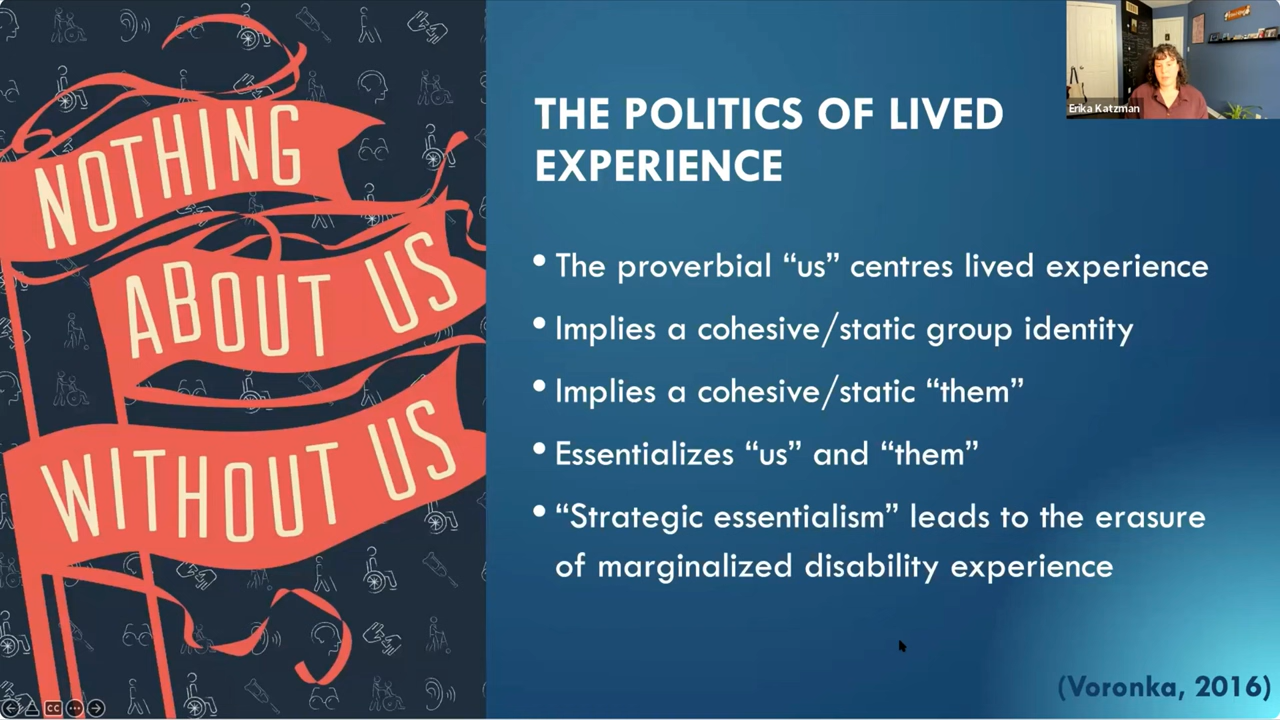 NOTHING
ABOUT US
WITHOUT US
THE POLITICS OF LIVED
EXPERIENCE
• The proverbial “us” centres lived experience
• Implies a cohesive/static group identity
• Implies a cohesive/static “them”
• Essentializes “us” and “them”
• “Strategic essentialism” leads to the erasure
of marginalized disability experience
(Voronka, 2016)
Erika Katzman
CC